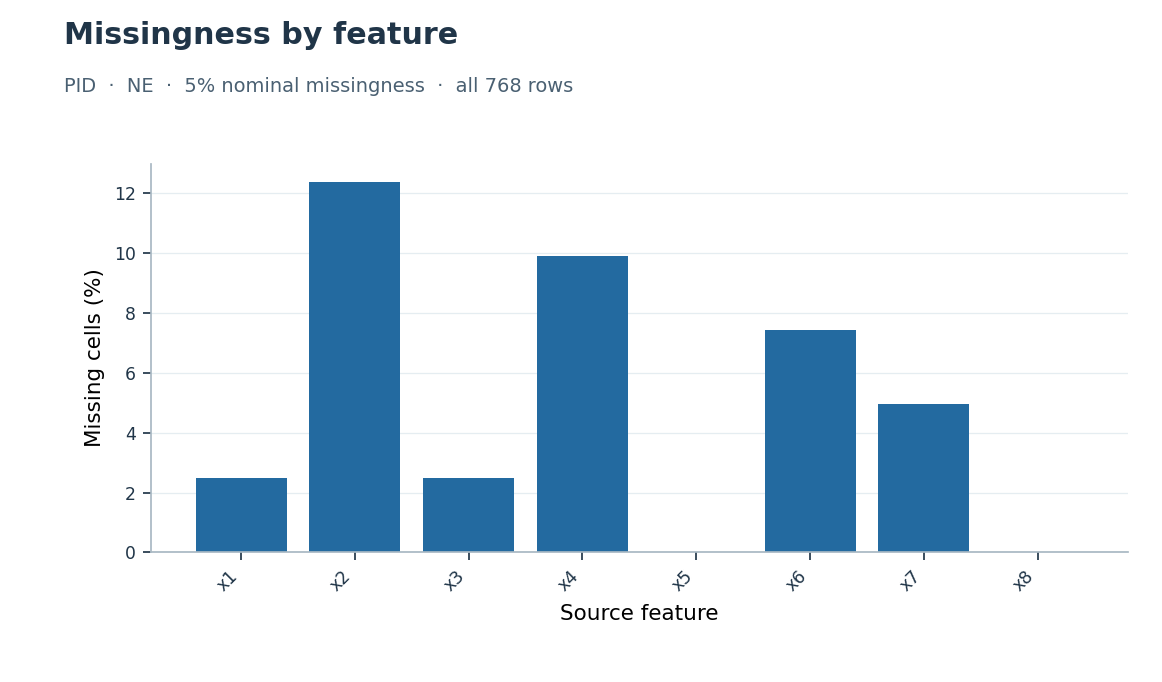 Missingness by feature
PID · NE · 5% nominal missingness · all 768 rows
12
10
8
6
4
2
0
Missing cells (%)
x1 x2 x3 x4 x5 x6 x7 x8
Source feature